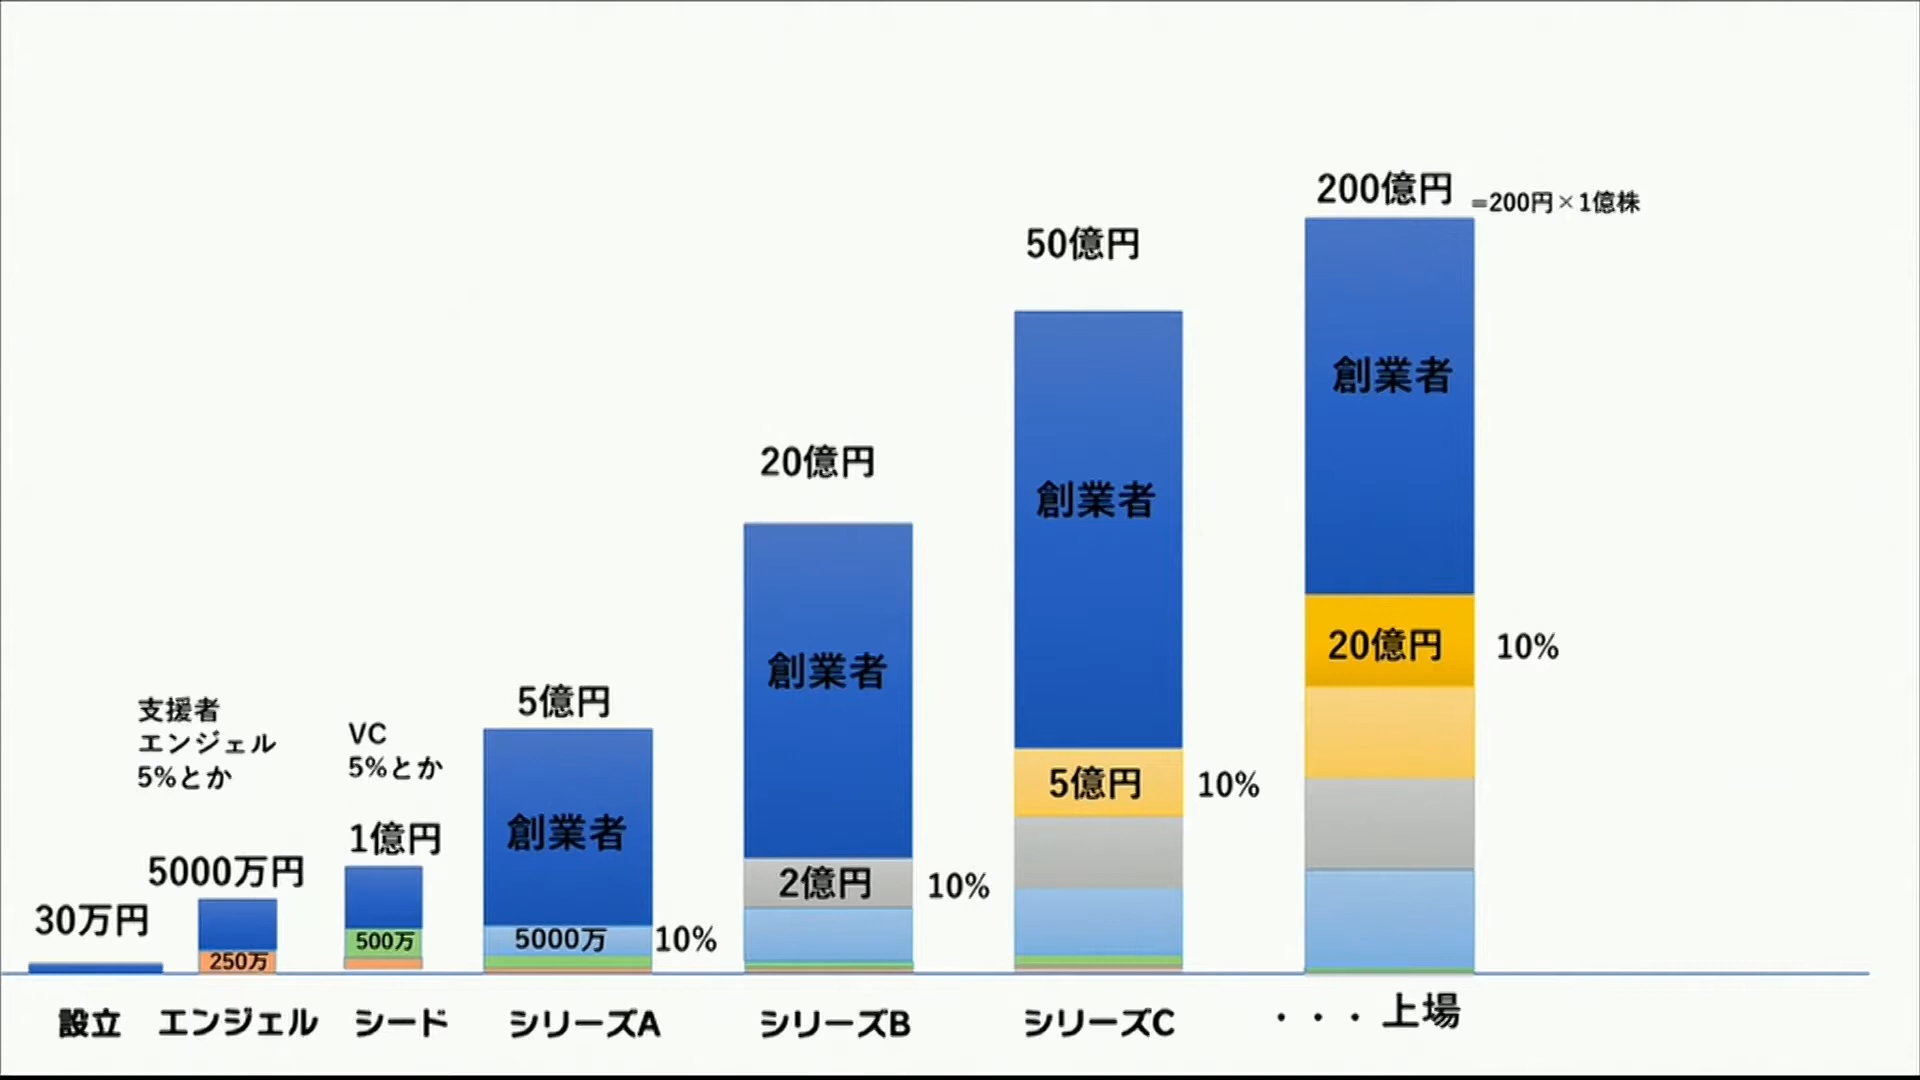 200億円 =200円×1億株
50億円
創業者
創業者
20億円
20億円 10%
創業者
支援者
エンジェル
5%とか
VC
5%とか
5億円
5億円 10%
創業者
1億円
5000万円
30万円
2億円 10%
500万
5000万 10%
250万
設立 エンジェル シード シリーズA シリーズB シリーズC ・・・上場